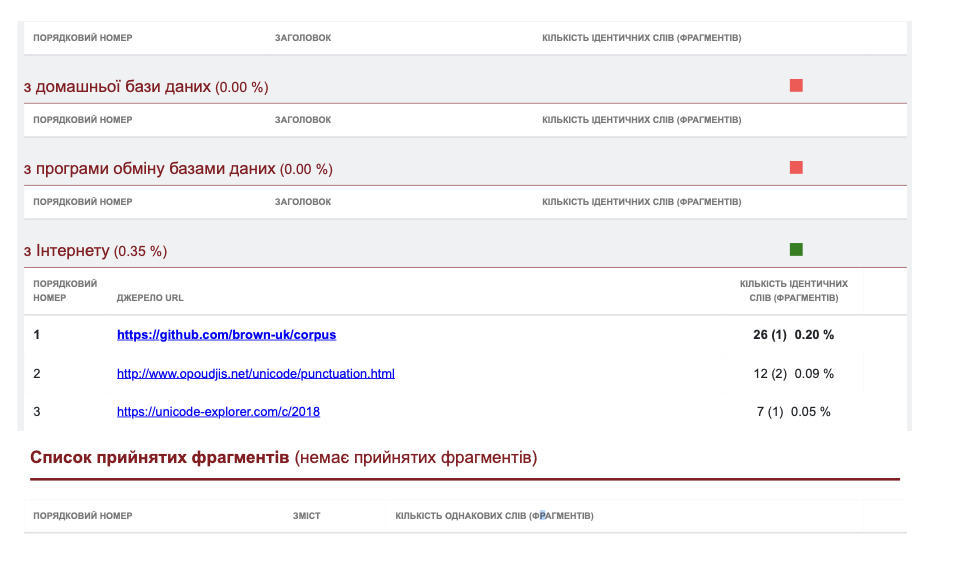 ПОРЯДКОВИЙ НОМЕР ЗАГОЛОВОК КІЛЬКІСТЬ ІДЕНТИЧНИХ СЛІВ (ФРАГМЕНТІВ)
з домашньої бази даних (0.00 %)
ПОРЯДКОВИЙ НОМЕР ЗАГОЛОВОК КІЛЬКІСТЬ ІДЕНТИЧНИХ СЛІВ (ФРАГМЕНТІВ)
з програми обміну базами даних (0.00 %)
ПОРЯДКОВИЙ НОМЕР ЗАГОЛОВОК КІЛЬКІСТЬ ІДЕНТИЧНИХ СЛІВ (ФРАГМЕНТІВ)
з Інтернету (0.35 %)
ПОРЯДКОВИЙ НОМЕР ДЖЕРЕЛО URL КІЛЬКІСТЬ ІДЕНТИЧНИХ СЛІВ (ФРАГМЕНТІВ)
1 https://github.com/brown-uk/corpus 26 (1) 0.20 %
2 http://www.opoudjis.net/unicode/punctuation.html 12 (2) 0.09 %
3 https://unicode-explorer.com/c/2018 7 (1) 0.05 %
Список прийнятих фрагментів (немає прийнятих фрагментів)
ПОРЯДКОВИЙ НОМЕР ЗМІСТ КІЛЬКІСТЬ ОДНАКОВИХ СЛІВ (ФРАГМЕНТІВ)